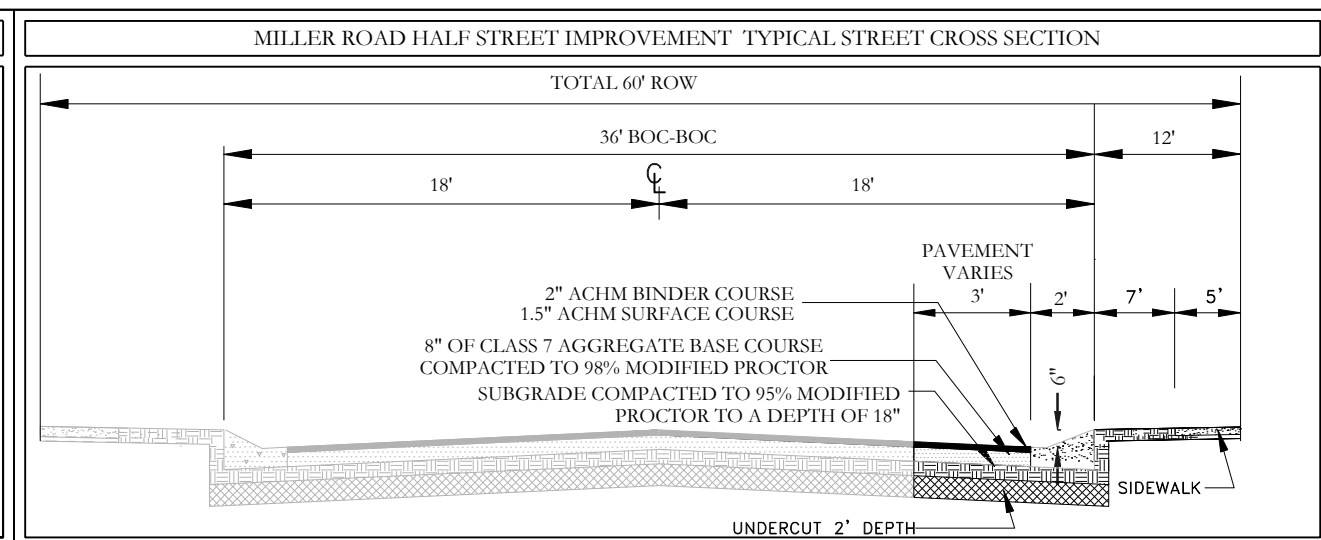 MILLER ROAD HALF STREET IMPROVEMENT TYPICAL STREET CROSS SECTION
TOTAL 60' ROW
36' BOC-BOC
12'
18'
℄
18'
PAVEMENT
VARIES
3'
2'
7'
5'
2" ACHM BINDER COURSE
1.5" ACHM SURFACE COURSE
8" OF CLASS 7 AGGREGATE BASE COURSE
COMPACTED TO 98% MODIFIED PROCTOR
6"
SUBGRADE COMPACTED TO 95% MODIFIED
PROCTOR TO A DEPTH OF 18"
SIDEWALK
UNDERCUT 2' DEPTH